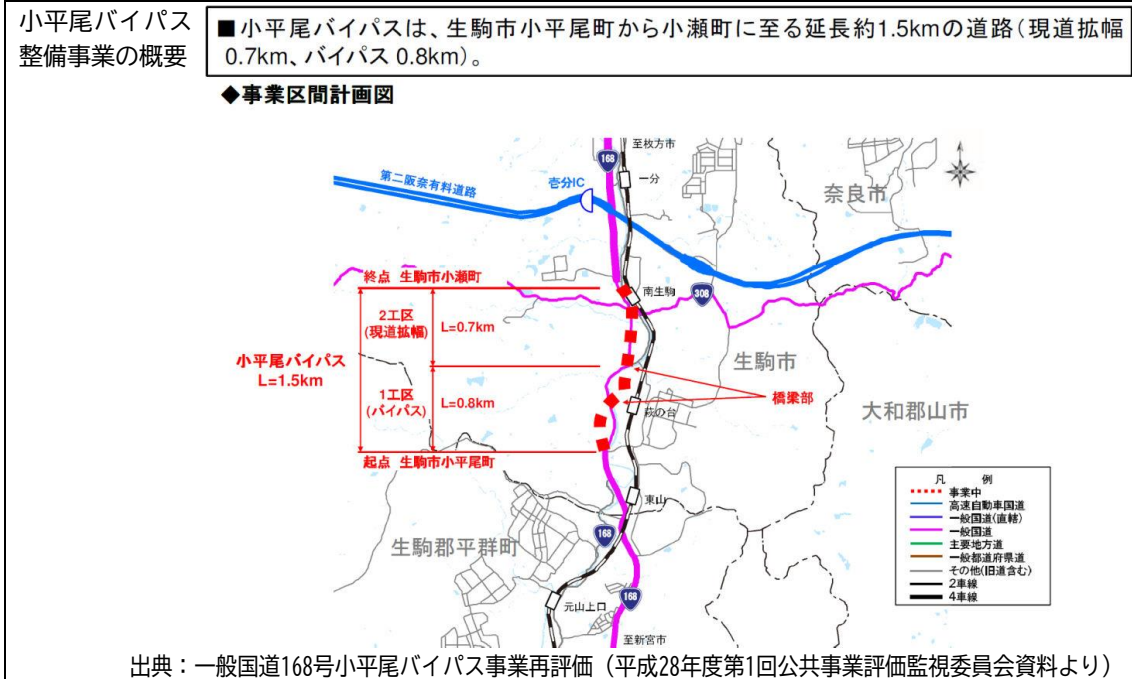 小平尾バイパス
整備事業の概要
■小平尾バイパスは、生駒市小平尾町から小瀬町に至る延長約1.5kmの道路（現道拡幅
0.7km、バイパス 0.8km）。
◆事業区間計画図
至枚方市
168
一分
第二阪奈有料道路
壱分IC
奈良市
終点 生駒市小瀬町
南生駒
308
2工区
(現道拡幅)
L=0.7km
小平尾バイパス
L=1.5km
生駒市
1工区
(バイパス)
L=0.8km
橋梁部
萩の台
大和郡山市
起点 生駒市小平尾町
東山
168
生駒郡平群町
元山上口
168
至新宮市
凡 例
事業中
高速自動車国道
一般国道(直轄)
一般国道
主要地方道
一般都道府県道
その他(旧道含む)
2車線
4車線
出典：一般国道168号小平尾バイパス事業再評価（平成28年度第1回公共事業評価監視委員会資料より）